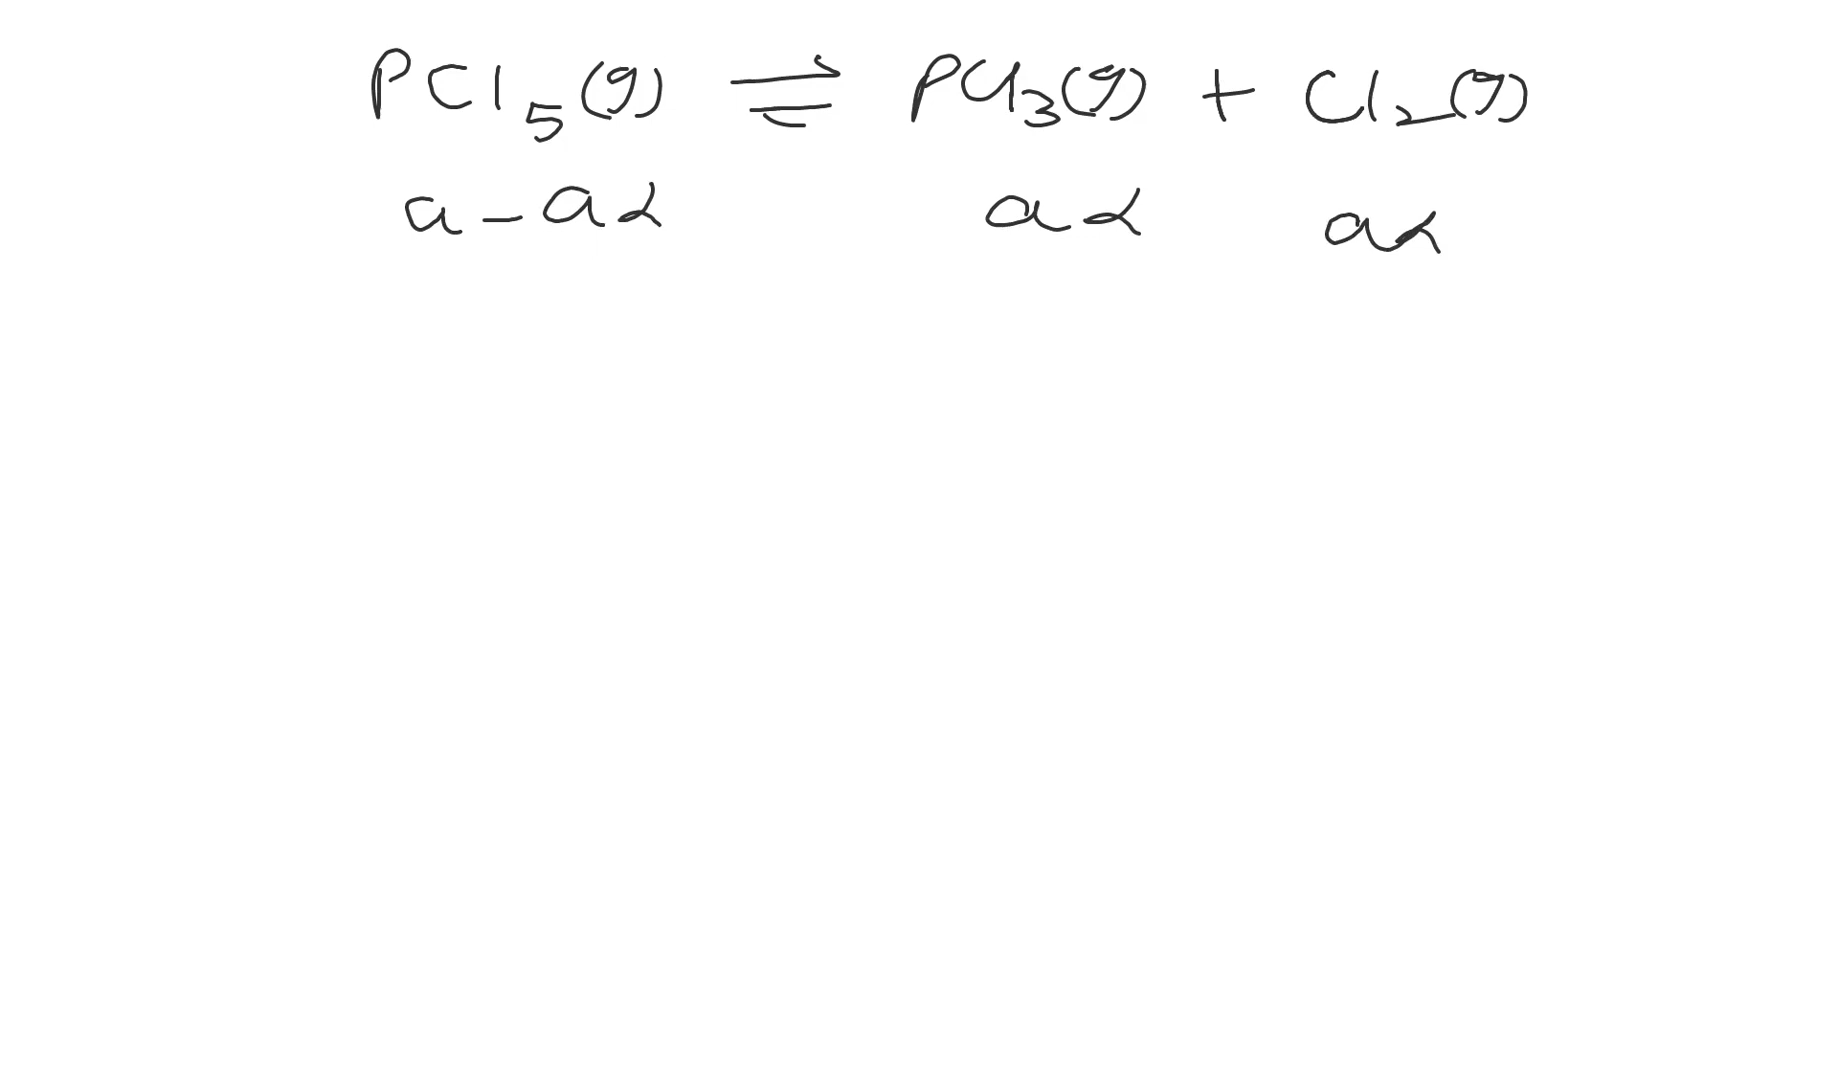 PCl₅(g) ⇌ PCl₃(g) + Cl₂(g)
a - aα aα aα